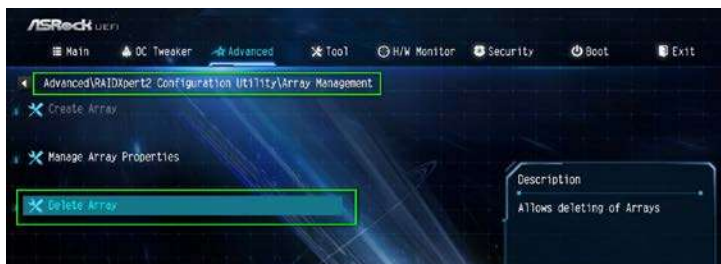 ASRock UEFI
Main OC Tweaker Advanced Tool H/W Monitor Security Boot Exit
Advanced\RAIDXpert2 Configuration Utility\Array Management
Create Array
Manage Array Properties
Description
Delete Array
Allows deleting of Arrays